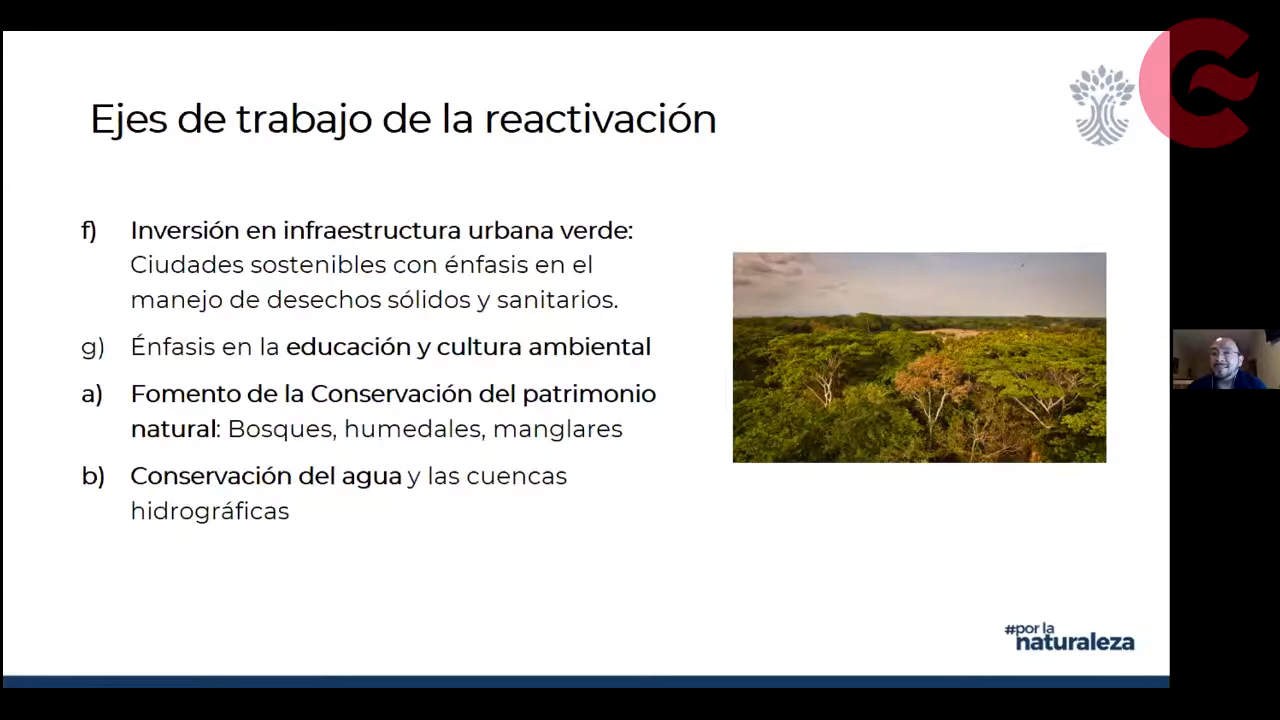 Ejes de trabajo de la reactivación
f) Inversión en infraestructura urbana verde:
Ciudades sostenibles con énfasis en el
manejo de desechos sólidos y sanitarios.
g) Énfasis en la educación y cultura ambiental
a) Fomento de la Conservación del patrimonio
natural: Bosques, humedales, manglares
b) Conservación del agua y las cuencas
hidrográficas
#por la
naturaleza